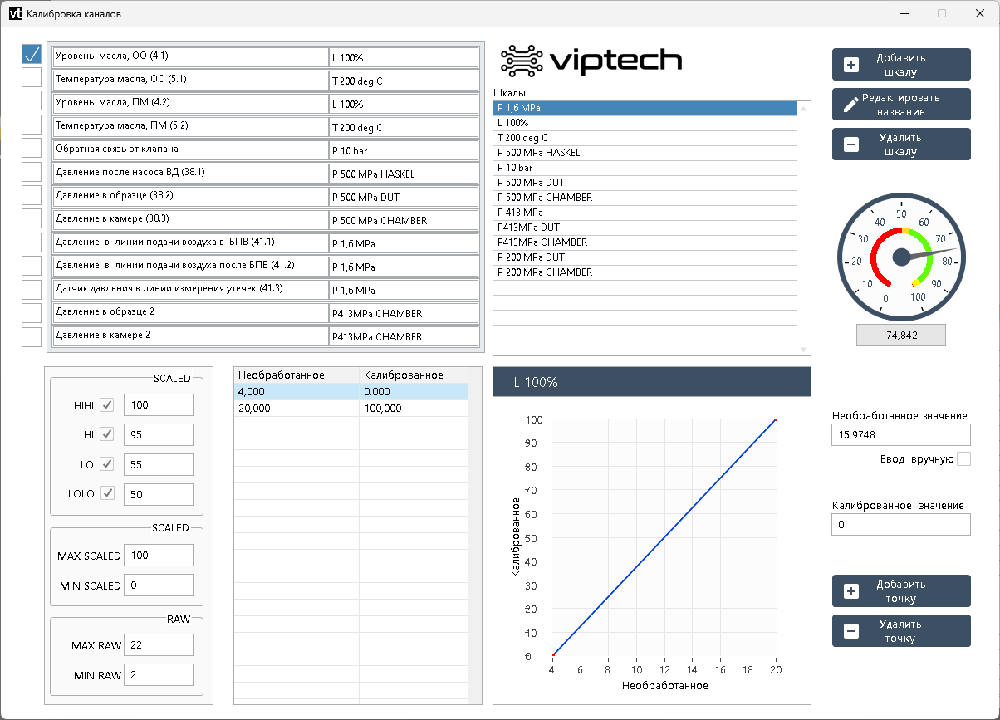 vt Калибровка каналов
Уровень масла, ОО (4.1) L 100%
Температура масла, ОО (5.1) T 200 deg C
Уровень масла, ПМ (4.2) L 100%
Температура масла, ПМ (5.2) T 200 deg C
Обратная связь от клапана P 10 bar
Давление после насоса ВД (38.1) P 500 MPa HASKEL
Давление в образце (38.2) P 500 MPa DUT
Давление в камере (38.3) P 500 MPa CHAMBER
Давление в линии подачи воздуха в БПВ (41.1) P 1,6 MPa
Давление в линии подачи воздуха после БПВ (41.2) P 1,6 MPa
Датчик давления в линии измерения утечек (41.3) P 1,6 MPa
Давление в образце 2 P413MPa CHAMBER
Давление в камере 2 P413MPa CHAMBER
viptech
Шкалы
P 1,6 MPa
L 100%
T 200 deg C
P 500 MPa HASKEL
P 10 bar
P 500 MPa DUT
P 500 MPa CHAMBER
P 413 MPa
P413MPa DUT
P413MPa CHAMBER
P 200 MPa DUT
P 200 MPa CHAMBER
Добавить
шкалу
Редактировать
название
Удалить
шкалу
0 10 20 30 40 50 60 70 80 90 100
74,842
SCALED
HIHI 100
HI 95
LO 55
LOLO 50
SCALED
MAX SCALED 100
MIN SCALED 0
RAW
MAX RAW 22
MIN RAW 2
Необработанное Калиброванное
4,000 0,000
20,000 100,000
L 100%
Калиброванное
100
90
80
70
60
50
40
30
20
10
0
4 6 8 10 12 14 16 18 20
Необработанное
Необработанное значение
15,9748
Ввод вручную
Калиброванное значение
0
Добавить
точку
Удалить
точку